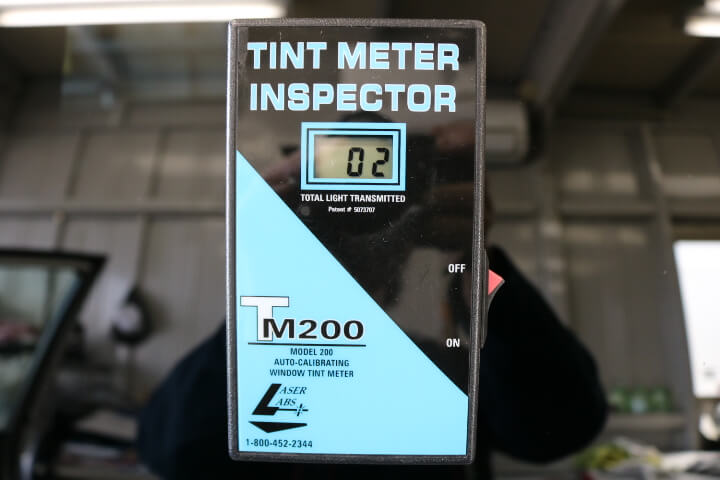 TINT METER
INSPECTOR
02
TOTAL LIGHT TRANSMITTED
Patent # 5073707
OFF
ON
TM200
MODEL 200
AUTO-CALIBRATING
WINDOW TINT METER
LASER
LABS
1-800-452-2344